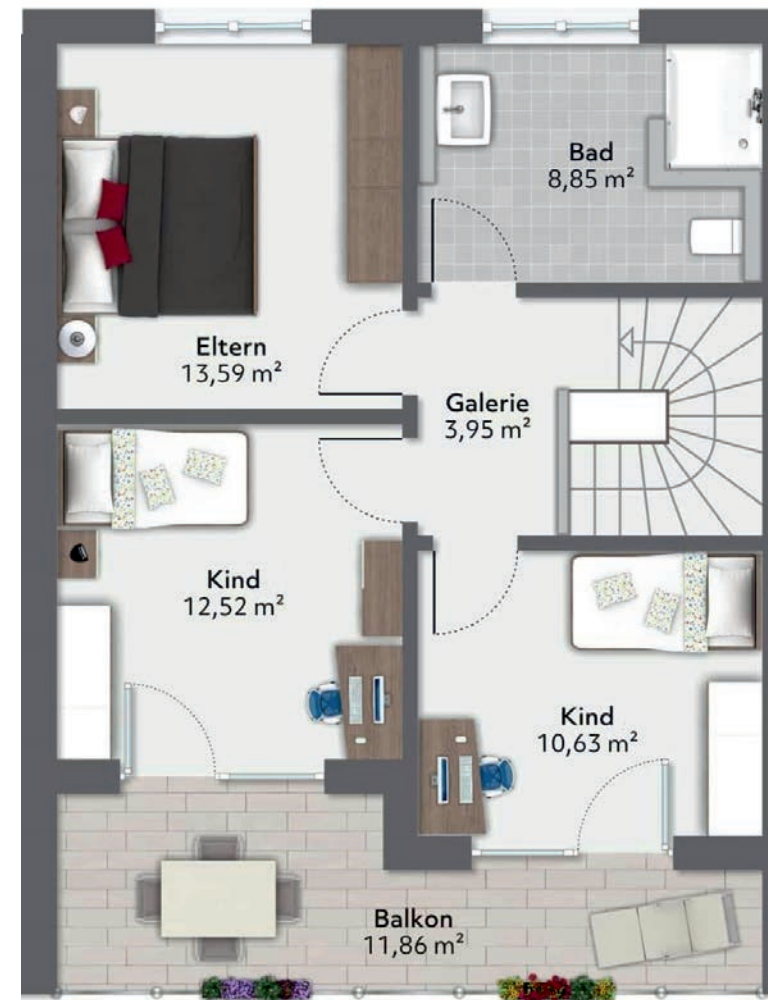 Bad
8,85 m²
Eltern
13,59 m²
Galerie
3,95 m²
Kind
12,52 m²
Kind
10,63 m²
Balkon
11,86 m²